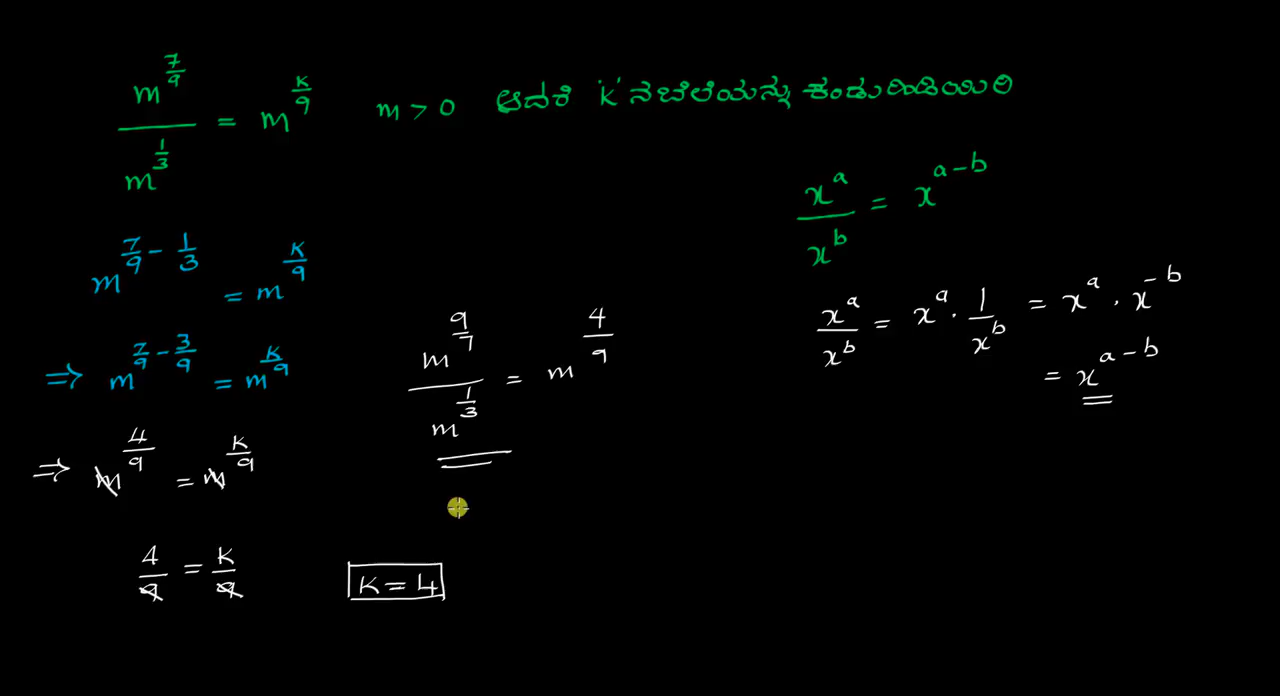 m^(7/9) / m^(1/3) = m^(k/9) m > 0 ಆದಕೆ k ನ ಬೆಲೆಯನ್ನು ಕಂಡುಹಿಡಿಯಿರಿ
x^a / x^b = x^(a-b)
m^(7/9 - 1/3) = m^(k/9)
x^a / x^b = x^a · 1/x^b = x^a · x^(-b)
= x^(a-b)
⇒ m^(7/9 - 3/9) = m^(k/9)
m^(9/7) / m^(1/3) = m^(4/9)
⇒ m^(4/9) = m^(k/9)
4/9 = k/9
k = 4